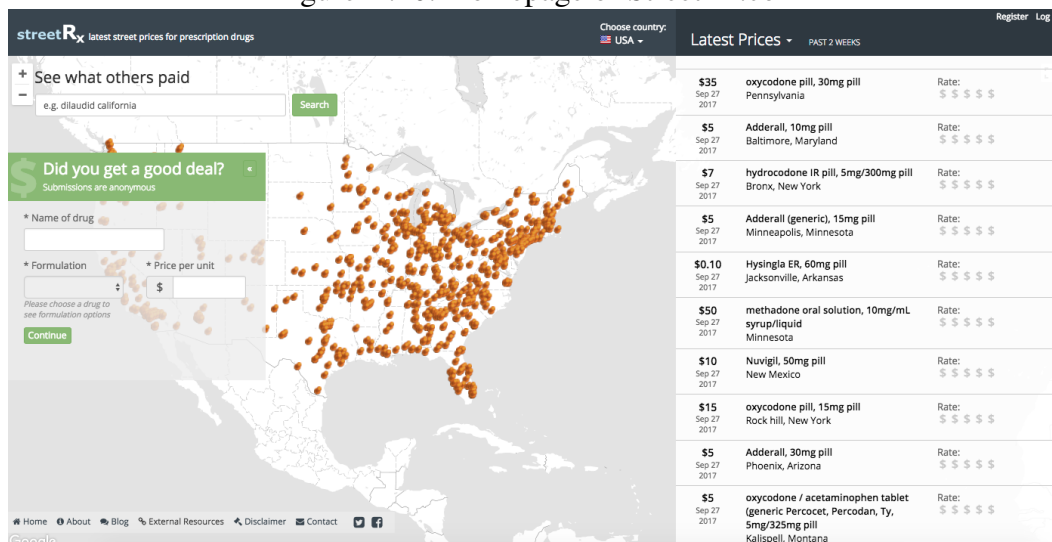 streetRx latest street prices for prescription drugs
Choose country:
USA
Register Log
Latest Prices PAST 2 WEEKS
+
−
See what others paid
e.g. dilaudid california
Search
$
Did you get a good deal?
«
Submissions are anonymous
* Name of drug
* Formulation
* Price per unit
$
Please choose a drug to
see formulation options
Continue
$35
Sep 27
2017
oxycodone pill, 30mg pill
Pennsylvania
Rate:
$ $ $ $ $
$5
Sep 27
2017
Adderall, 10mg pill
Baltimore, Maryland
Rate:
$ $ $ $ $
$7
Sep 27
2017
hydrocodone IR pill, 5mg/300mg pill
Bronx, New York
Rate:
$ $ $ $ $
$5
Sep 27
2017
Adderall (generic), 15mg pill
Minneapolis, Minnesota
Rate:
$ $ $ $ $
$0.10
Sep 27
2017
Hysingla ER, 60mg pill
Jacksonville, Arkansas
Rate:
$ $ $ $ $
$50
Sep 27
2017
methadone oral solution, 10mg/mL
syrup/liquid
Minnesota
Rate:
$ $ $ $ $
$10
Sep 27
2017
Nuvigil, 50mg pill
New Mexico
Rate:
$ $ $ $ $
$15
Sep 27
2017
oxycodone pill, 15mg pill
Rock hill, New York
Rate:
$ $ $ $ $
$5
Sep 27
2017
Adderall, 30mg pill
Phoenix, Arizona
Rate:
$ $ $ $ $
$5
Sep 27
2017
oxycodone / acetaminophen tablet
(generic Percocet, Percodan, Ty,
5mg/325mg pill
Kalispell, Montana
Rate:
$ $ $ $ $
Home About Blog External Resources Disclaimer Contact
Google